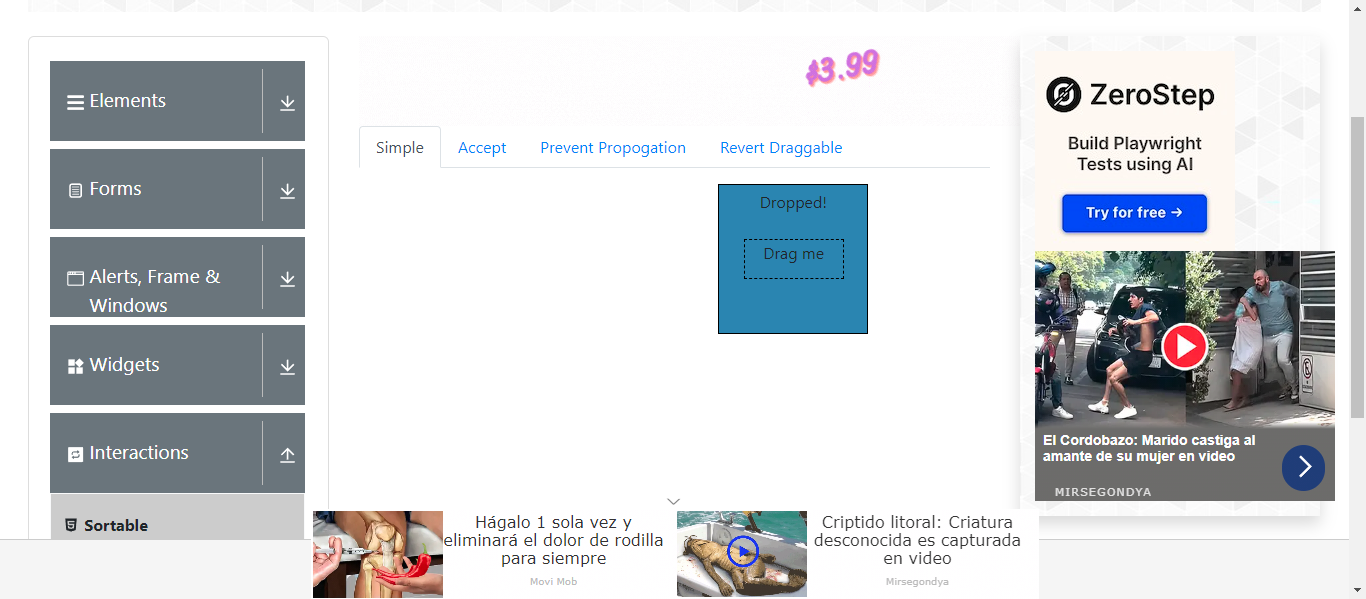 $3.99
Elements
Forms
Alerts, Frame &
Windows
Widgets
Interactions
Sortable
Simple
Accept
Prevent Propogation
Revert Draggable
Dropped!
Drag me
ZeroStep
Build Playwright
Tests using AI
Try for free →
El Cordobazo: Marido castiga al
amante de su mujer en video
MIRSEGONDYA
Hágalo 1 sola vez y
eliminará el dolor de rodilla
para siempre
Movi Mob
Criptido litoral: Criatura
desconocida es capturada
en video
Mirsegondya